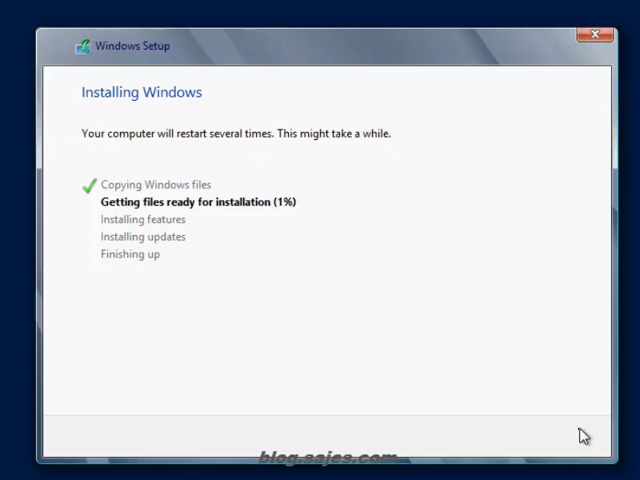 Windows Setup
Installing Windows
Your computer will restart several times. This might take a while.
Copying Windows files
Getting files ready for installation (1%)
Installing features
Installing updates
Finishing up
blog.sajes.com